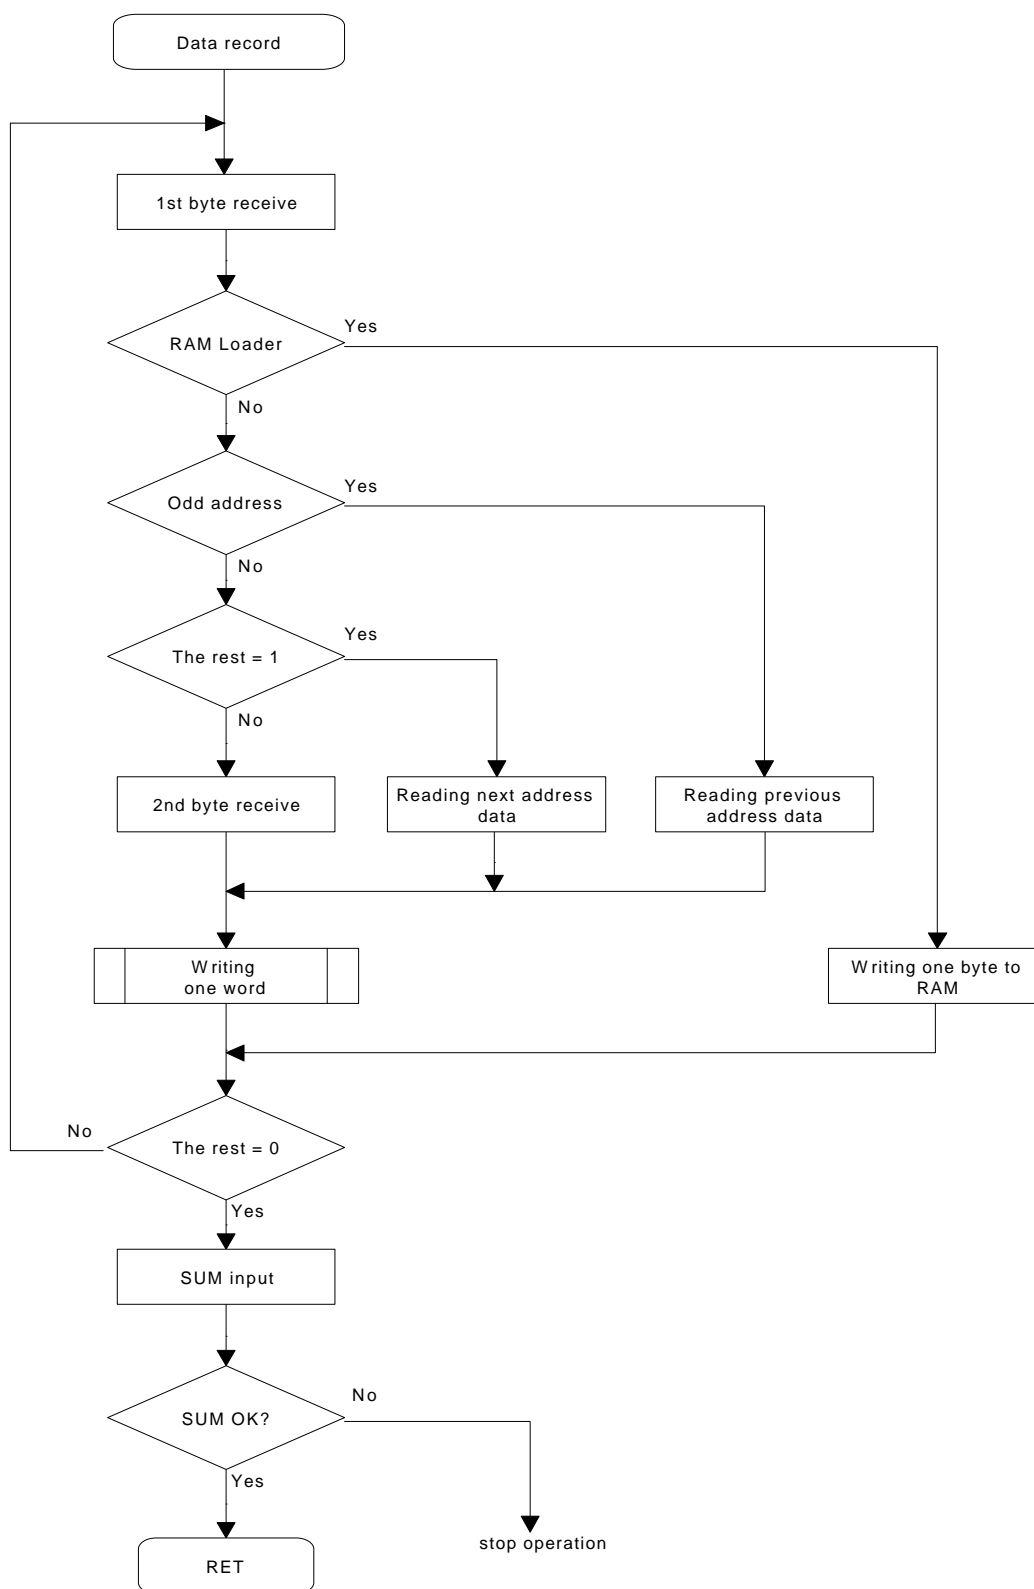 Data record
1st byte receive
RAM Loader
Yes
No
Odd address
Yes
No
The rest = 1
Yes
No
2nd byte receive
Reading next address
data
Reading previous
address data
Writing
one word
Writing one byte to
RAM
The rest = 0
No
Yes
SUM input
SUM OK?
No
Yes
stop operation
RET